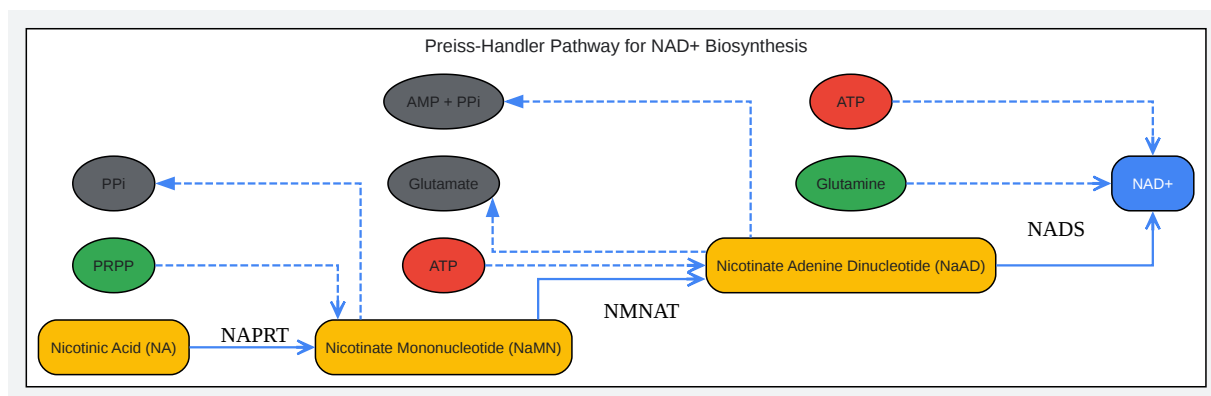 Preiss-Handler Pathway for NAD+ Biosynthesis
AMP + PPi
ATP
PPi
Glutamate
Glutamine
NAD+
NADS
PRPP
ATP
Nicotinate Adenine Dinucleotide (NaAD)
NMNAT
NAPRT
Nicotinic Acid (NA)
Nicotinate Mononucleotide (NaMN)